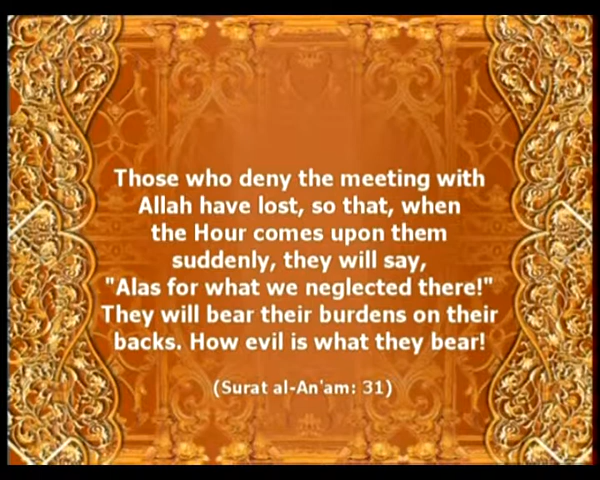 Those who deny the meeting with
Allah have lost, so that, when
the Hour comes upon them
suddenly, they will say,
"Alas for what we neglected there!"
They will bear their burdens on their
backs. How evil is what they bear!
(Surat al-An'am: 31)